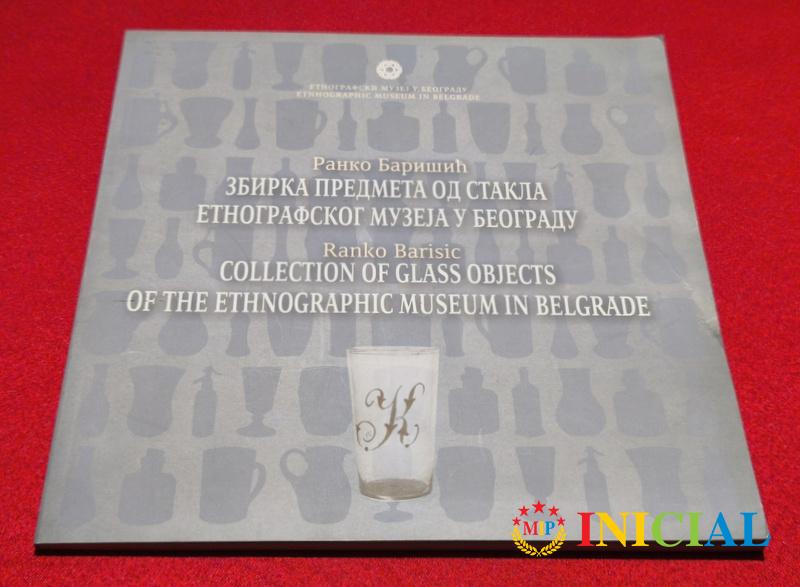 ЕТНОГРАФСКИ МУЗЕЈ У БЕОГРАДУ
ETHNOGRAPHIC MUSEUM IN BELGRADE
Ранко Баришић
ЗБИРКА ПРЕДМЕТА ОД СТАКЛА
ЕТНОГРАФСКОГ МУЗЕЈА У БЕОГРАДУ
Ranko Barisic
COLLECTION OF GLASS OBJECTS
OF THE ETHNOGRAPHIC MUSEUM IN BELGRADE
K
MIP INICIAL